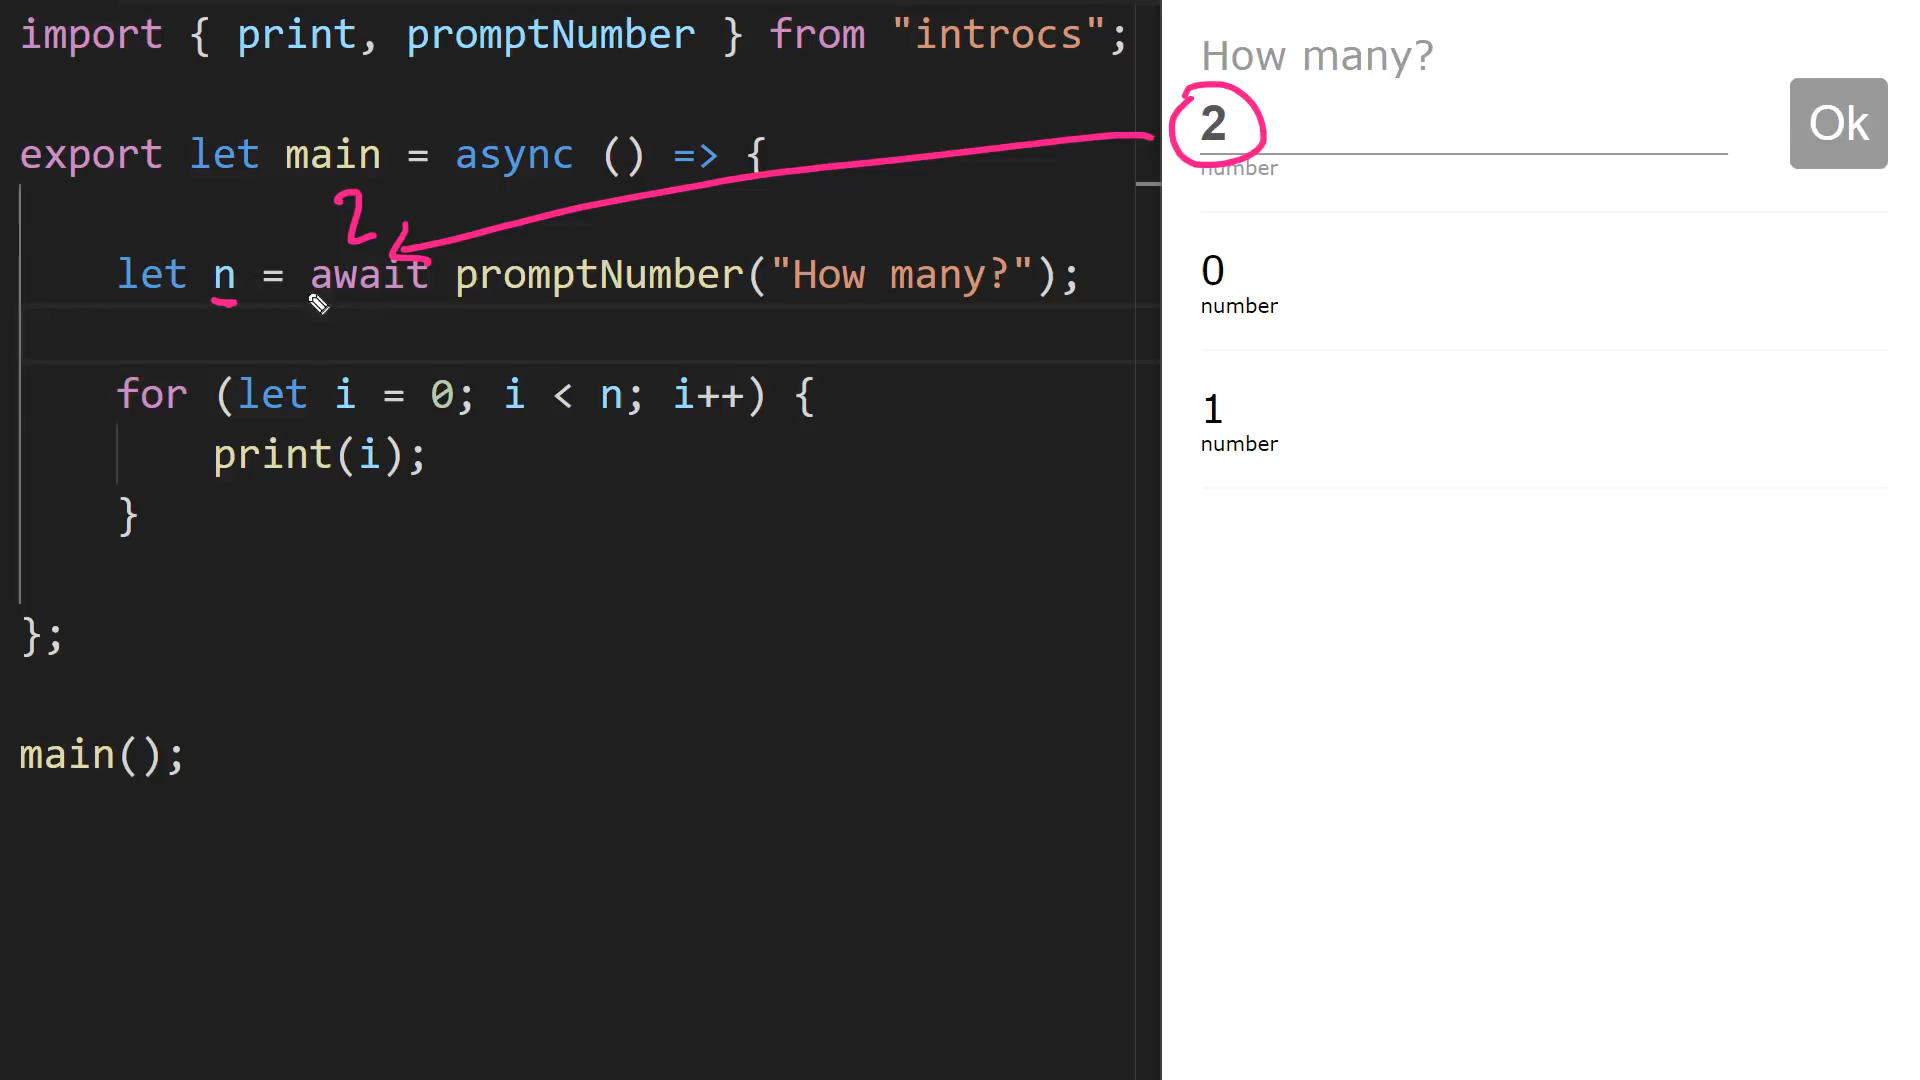 import { print, promptNumber } from "introcs";
export let main = async () => {
2
let n = await promptNumber("How many?");
for (let i = 0; i < n; i++) {
print(i);
}
};
main();
How many?
2
Ok
number
0
number
1
number